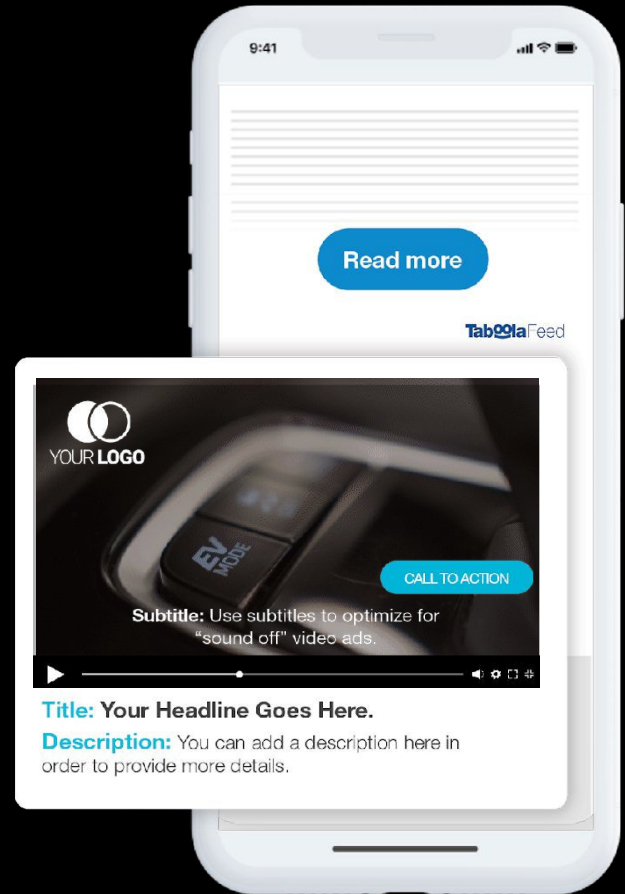 9:41
Read more
TaboolaFeed
YOUR LOGO
EV
MODE
CALL TO ACTION
Subtitle: Use subtitles to optimize for
“sound off” video ads.
Title: Your Headline Goes Here.
Description: You can add a description here in
order to provide more details.